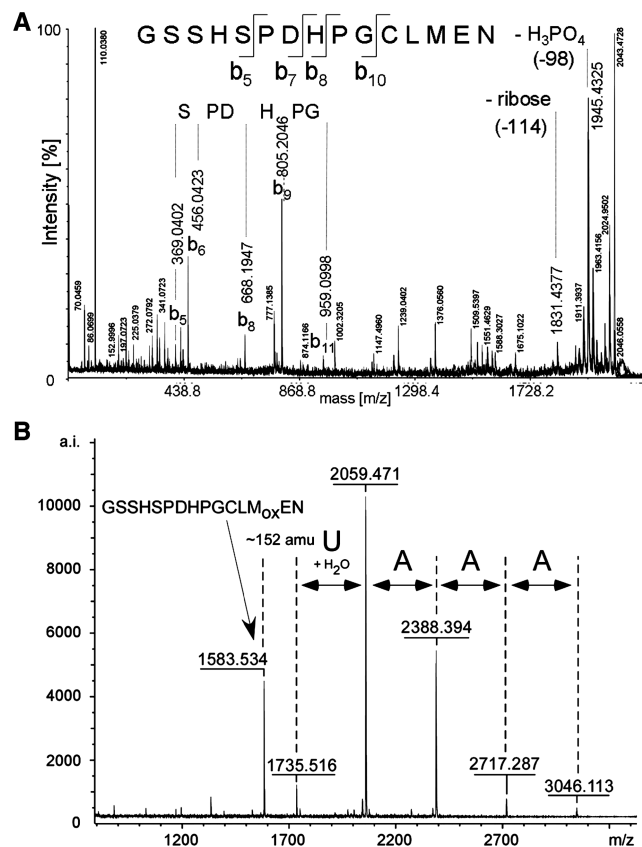 A
100
Intensity [%]
0
GSSHSPDHPGCLMEN
b5 b7 b8 b10
S PD H PG
- H3PO4
(-98)
- ribose
(-114)
110.0380
70.0459
86.0699
152.9996
197.0723
225.0379
272.0792
341.0723
b5
369.0402
b6
456.0423
b8
668.1947
777.1385
b9
805.2046
874.1166
b11
959.0998
1002.3205
1147.4960
1239.0402
1376.0560
1509.5397
1551.4629
1588.3027
1675.1022
1831.4377
1911.3937
1945.4325
1963.4156
2024.9502
2043.4728
2046.0558
438.8 868.8 1298.4 1728.2
mass [m/z]
B
a.i.
10000
8000
6000
4000
2000
0
GSSHSPDHPGCLMoxEN
~152 amu U
+ H2O
A A A
2059.471
2388.394
1583.534
1735.516
2717.287
3046.113
1200 1700 2200 2700 m/z